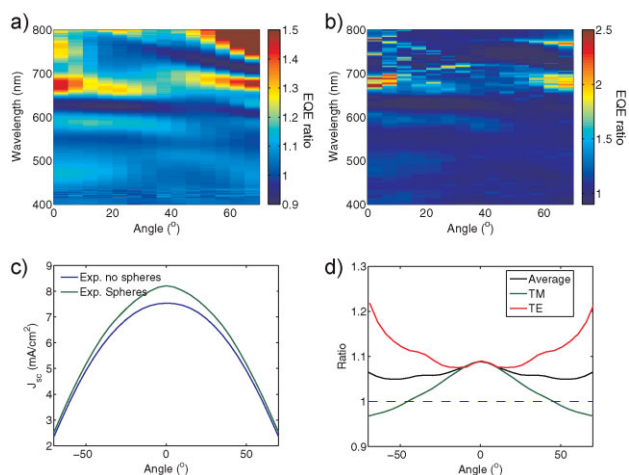 a)
800
700
600
500
400
Wavelength (nm)
0
20
40
60
Angle (°)
1.5
1.4
1.3
1.2
1.1
1
0.9
EQE ratio
b)
800
700
600
500
400
Wavelength (nm)
0
20
40
60
Angle (°)
2.5
2
1.5
1
EQE ratio
c)
9
8
7
6
5
4
3
2
Jsc (mA/cm²)
Exp. no spheres
Exp. Spheres
−50
0
50
Angle (°)
d)
1.3
1.2
1.1
1
0.9
Ratio
Average
TM
TE
−50
0
50
Angle (°)